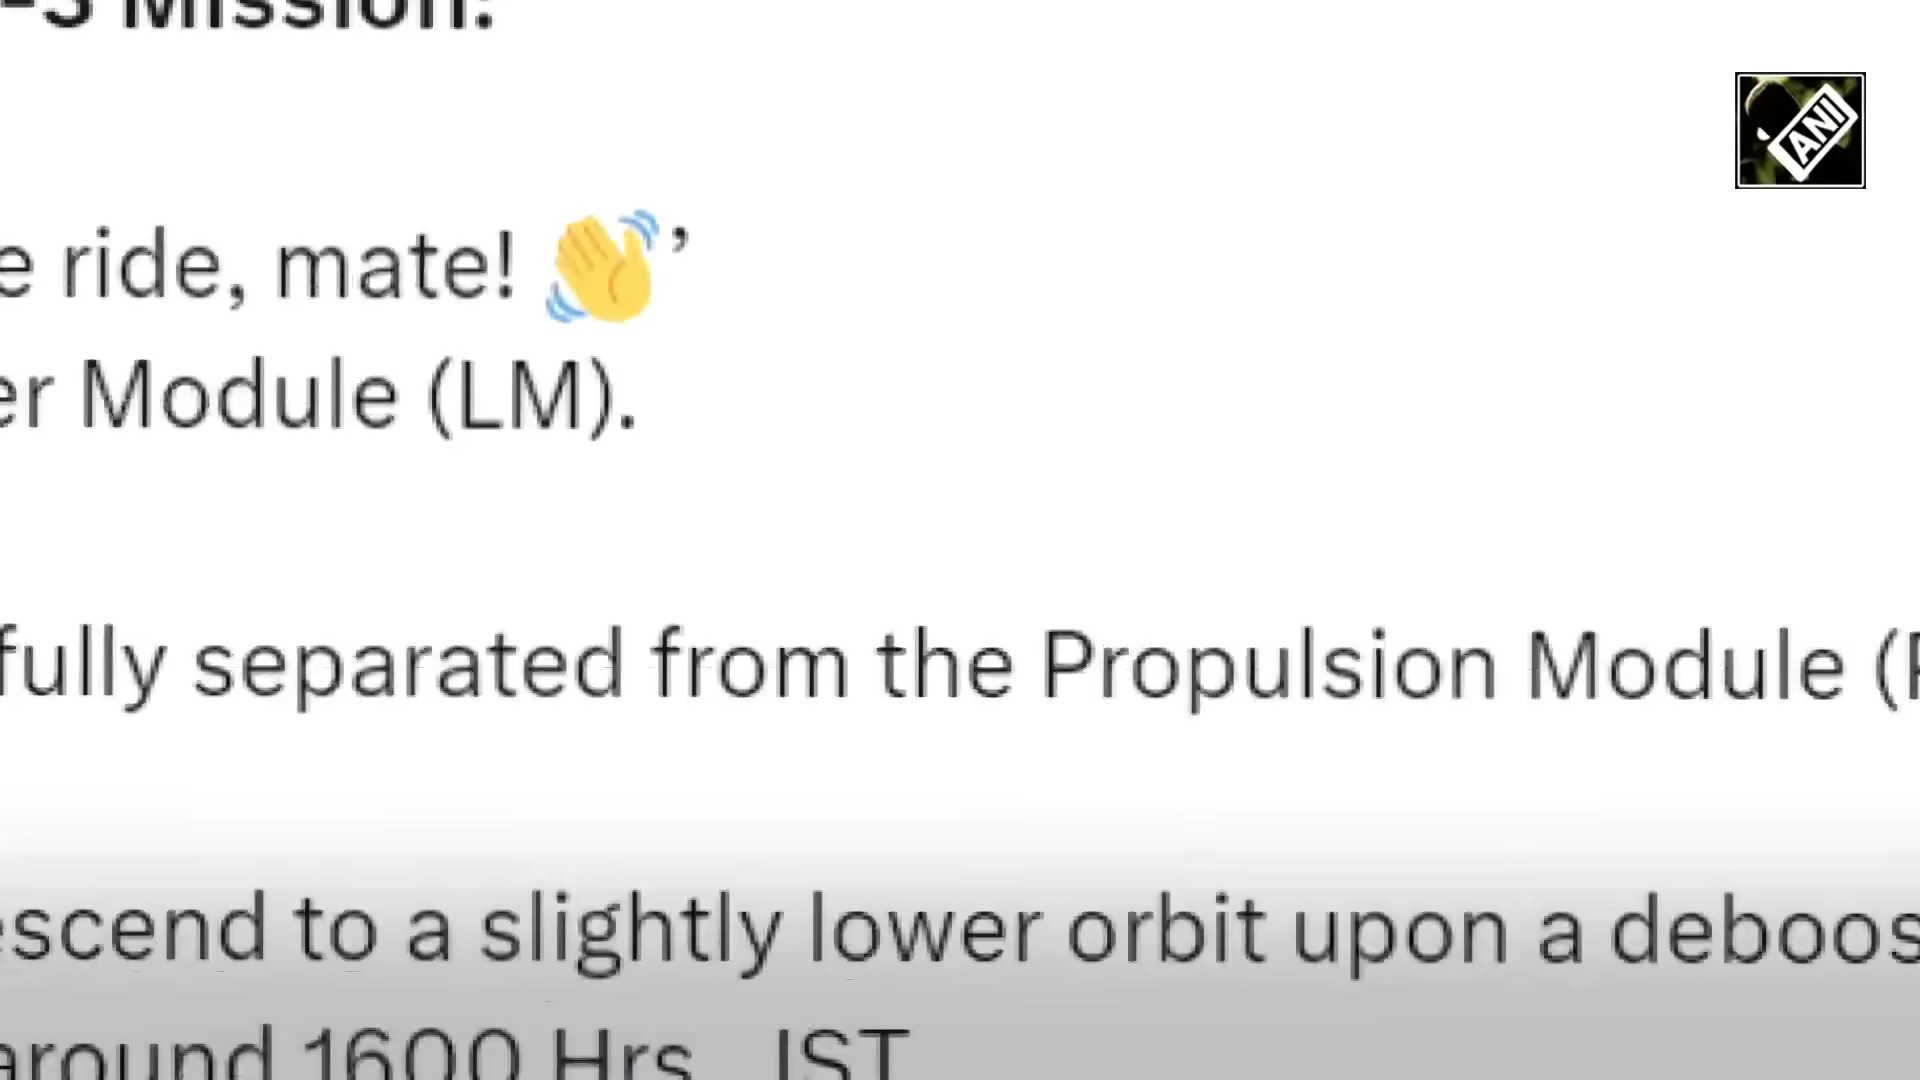 -3 Mission:
ANI
e ride, mate! 👋’
er Module (LM).
fully separated from the Propulsion Module (P
escend to a slightly lower orbit upon a deboos
around 1600 Hrs., IST